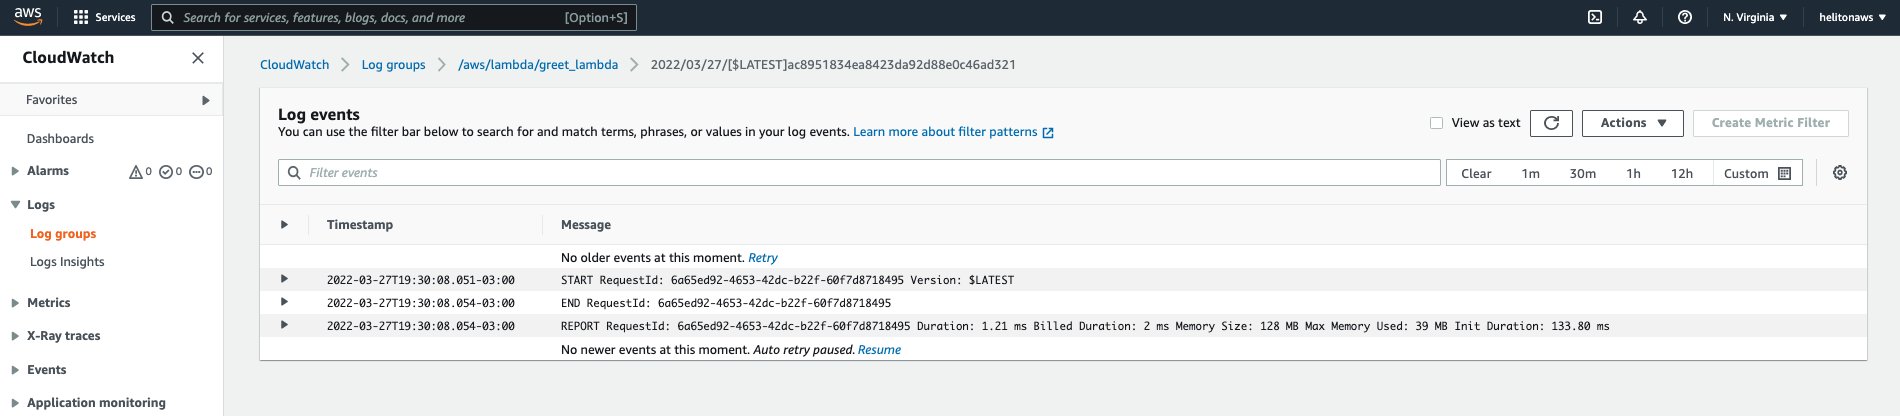 aws Services Search for services, features, blogs, docs, and more [Option+S] N. Virginia helitonaws
CloudWatch
Favorites
Dashboards
Alarms 0 0 0
Logs
Log groups
Logs Insights
Metrics
X-Ray traces
Events
Application monitoring
CloudWatch Log groups /aws/lambda/greet_lambda 2022/03/27/[$LATEST]ac8951834ea8423da92d88e0c46ad321
Log events
You can use the filter bar below to search for and match terms, phrases, or values in your log events. Learn more about filter patterns
View as text Actions Create Metric Filter
Filter events Clear 1m 30m 1h 12h Custom
Timestamp Message
No older events at this moment. Retry
2022-03-27T19:30:08.051-03:00 START RequestId: 6a65ed92-4653-42dc-b22f-60f7d8718495 Version: $LATEST
2022-03-27T19:30:08.054-03:00 END RequestId: 6a65ed92-4653-42dc-b22f-60f7d8718495
2022-03-27T19:30:08.054-03:00 REPORT RequestId: 6a65ed92-4653-42dc-b22f-60f7d8718495 Duration: 1.21 ms Billed Duration: 2 ms Memory Size: 128 MB Max Memory Used: 39 MB Init Duration: 133.80 ms
No newer events at this moment. Auto retry paused. Resume